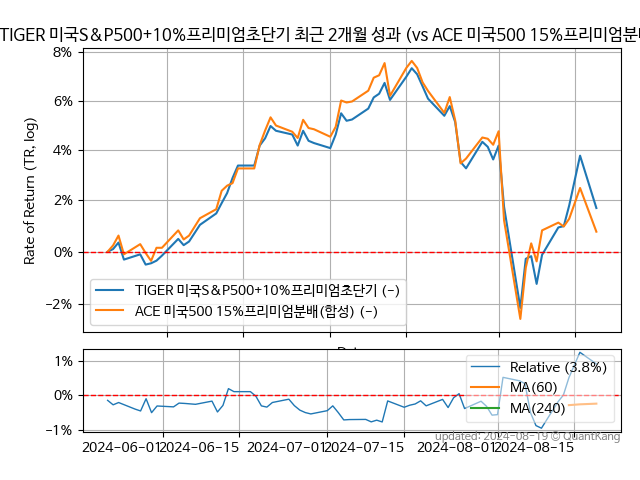 TIGER 미국S&P500+10%프리미엄초단기 최근 2개월 성과 (vs ACE 미국500 15%프리미엄분배
8%
6%
4%
2%
0%
−2%
Rate of Return (TR, log)
TIGER 미국S&P500+10%프리미엄초단기 (-)
ACE 미국500 15%프리미엄분배(합성) (-)
1%
0%
−1%
Relative (3.8%)
MA(60)
MA(240)
2024-06-01
2024-06-15
2024-07-01
2024-07-15
2024-08-01
2024-08-15
updated: 2024-08-19 © QuantKang